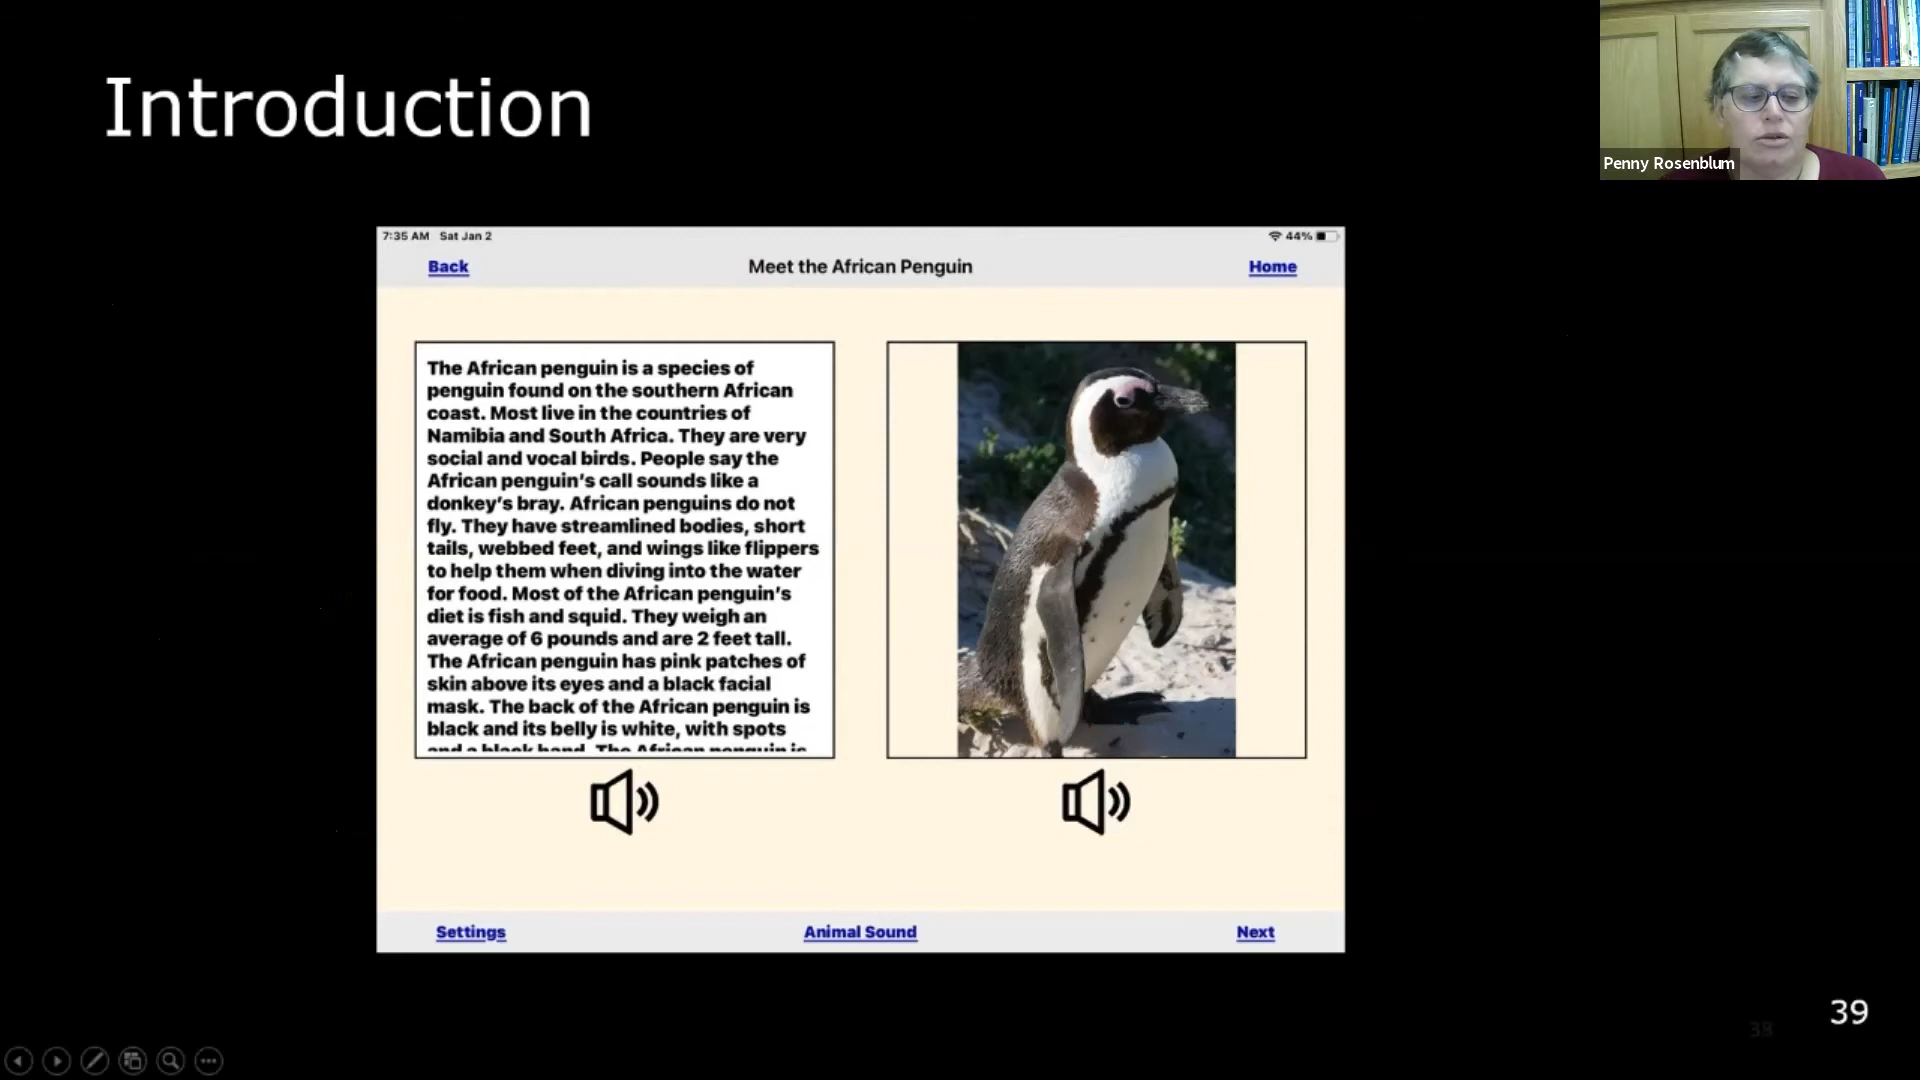 Introduction
Penny Rosenblum
7:35 AM Sat Jan 2
44%
Back
Meet the African Penguin
Home
The African penguin is a species of
penguin found on the southern African
coast. Most live in the countries of
Namibia and South Africa. They are very
social and vocal birds. People say the
African penguin’s call sounds like a
donkey’s bray. African penguins do not
fly. They have streamlined bodies, short
tails, webbed feet, and wings like flippers
to help them when diving into the water
for food. Most of the African penguin’s
diet is fish and squid. They weigh an
average of 6 pounds and are 2 feet tall.
The African penguin has pink patches of
skin above its eyes and a black facial
mask. The back of the African penguin is
black and its belly is white, with spots
and a black band. The African penguin is
Settings
Animal Sound
Next
39